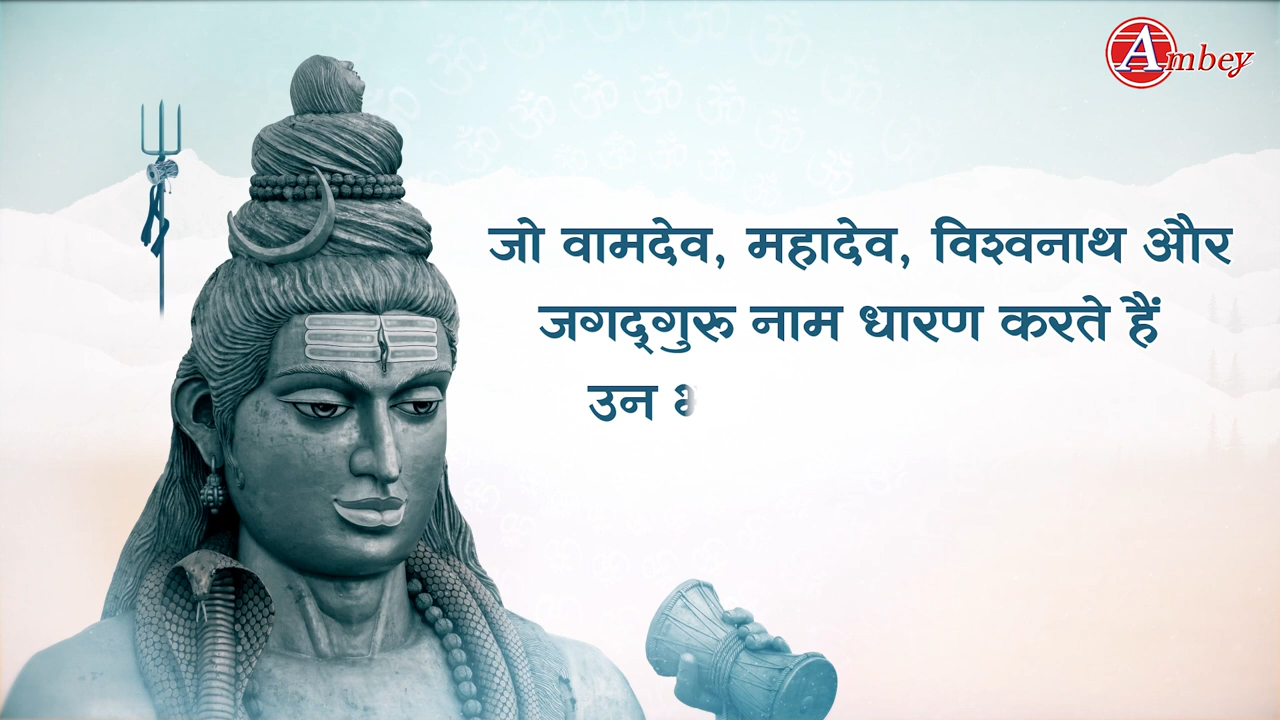 Ambey
जो वामदेव, महादेव, विश्वनाथ और
जगद्गुरु नाम धारण करते हैं
उन